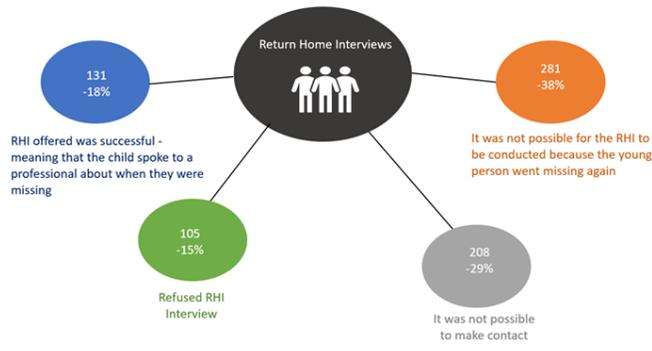 Return Home Interviews
131
-18%
RHI offered was successful -
meaning that the child spoke to a
professional about when they were
missing
281
-38%
It was not possible for the RHI to
be conducted because the young
person went missing again
105
-15%
Refused RHI
Interview
208
-29%
It was not possible
to make contact